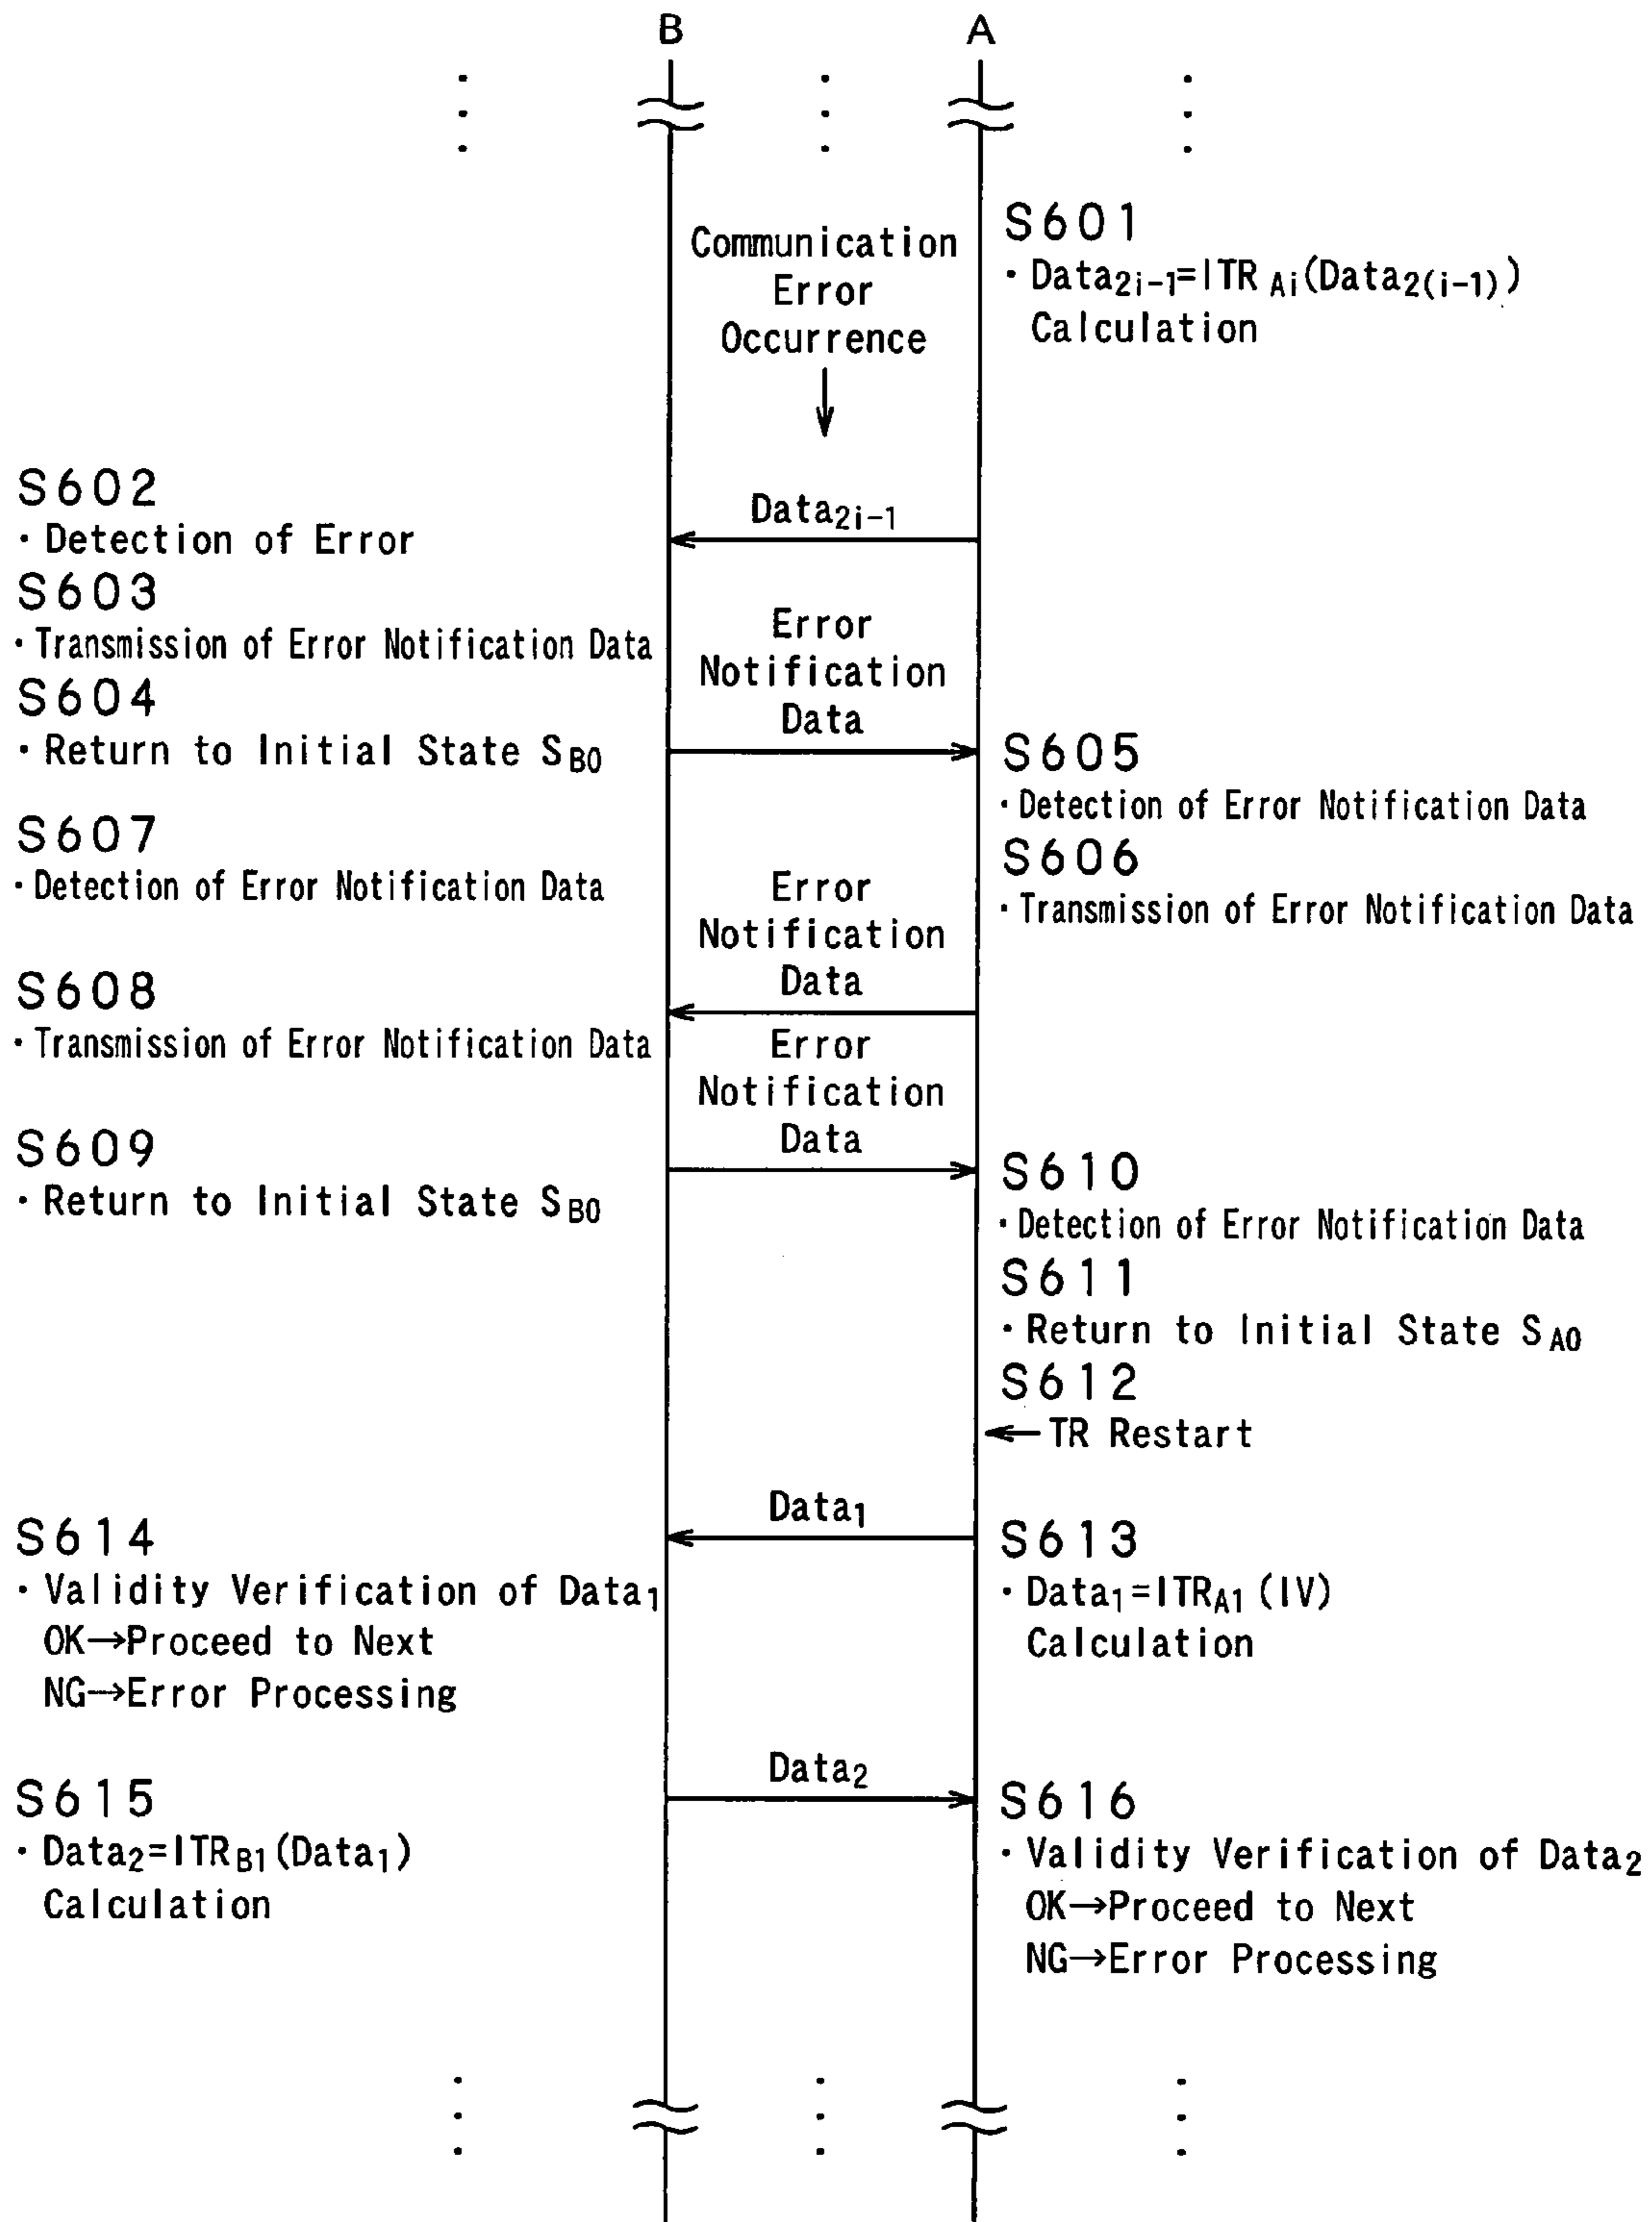 B
A
S601
・Data2i-1=ITR Ai(Data2(i-1))
Calculation
Communication
Error
Occurrence
S602
・Detection of Error
Data2i-1
S603
・Transmission of Error Notification Data
Error
Notification
Data
S604
・Return to Initial State SB0
S605
・Detection of Error Notification Data
S606
・Transmission of Error Notification Data
S607
・Detection of Error Notification Data
Error
Notification
Data
S608
・Transmission of Error Notification Data
Error
Notification
Data
S609
・Return to Initial State SB0
S610
・Detection of Error Notification Data
S611
・Return to Initial State SA0
S612
←TR Restart
Data1
S613
・Data1=ITRA1(IV)
Calculation
S614
・Validity Verification of Data1
OK→Proceed to Next
NG→Error Processing
Data2
S615
・Data2=ITRB1(Data1)
Calculation
S616
・Validity Verification of Data2
OK→Proceed to Next
NG→Error Processing